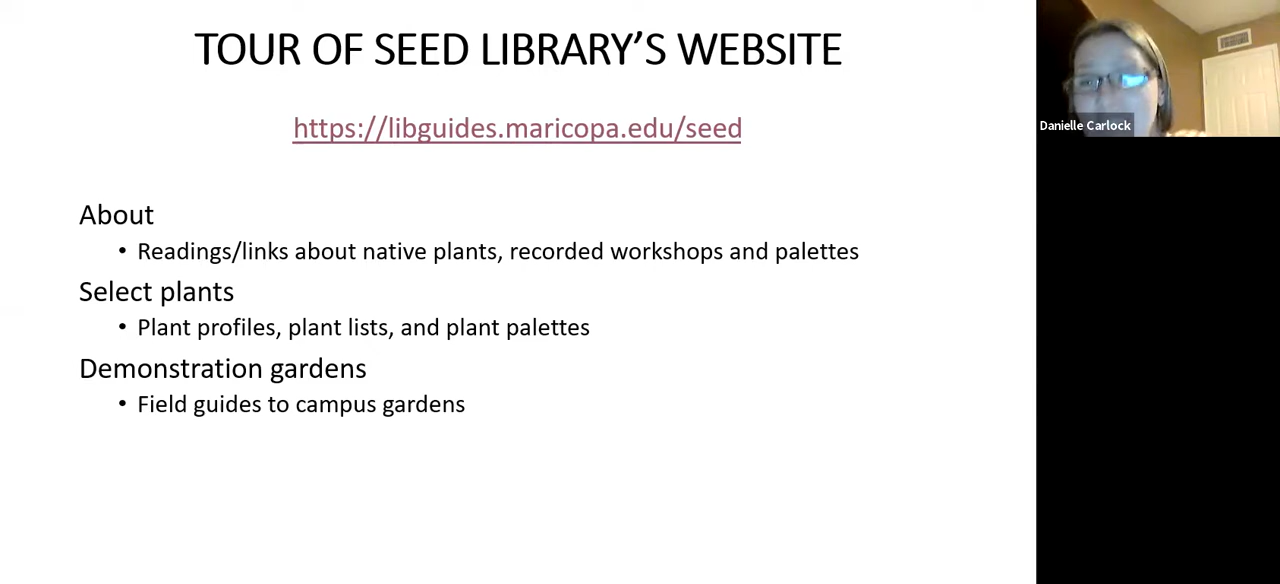 TOUR OF SEED LIBRARY’S WEBSITE
https://libguides.maricopa.edu/seed
About
• Readings/links about native plants, recorded workshops and palettes
Select plants
• Plant profiles, plant lists, and plant palettes
Demonstration gardens
• Field guides to campus gardens
Danielle Carlock